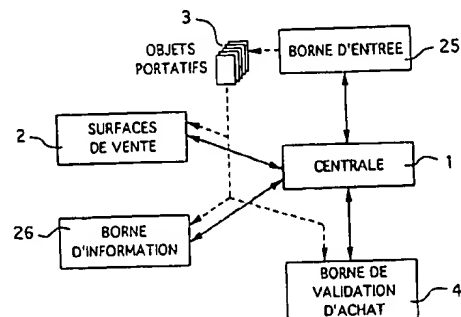 3
OBJETS
PORTATIFS
BORNE D'ENTREE
25
2
SURFACES
DE VENTE
CENTRALE
1
26
BORNE
D'INFORMATION
BORNE DE
VALIDATION
D'ACHAT
4